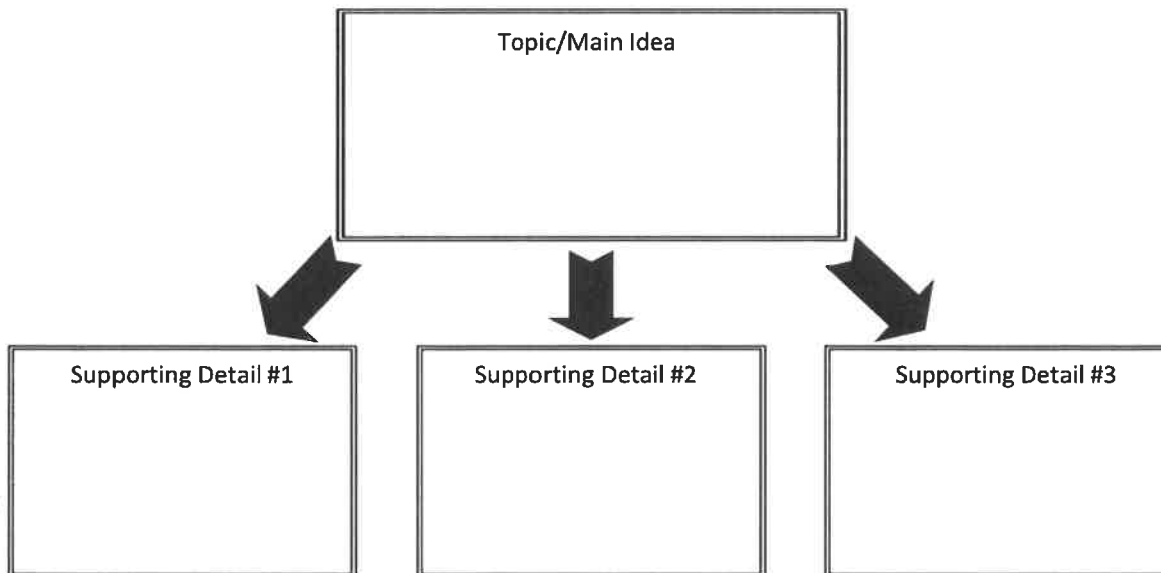 Topic/Main Idea
Supporting Detail #1
Supporting Detail #2
Supporting Detail #3